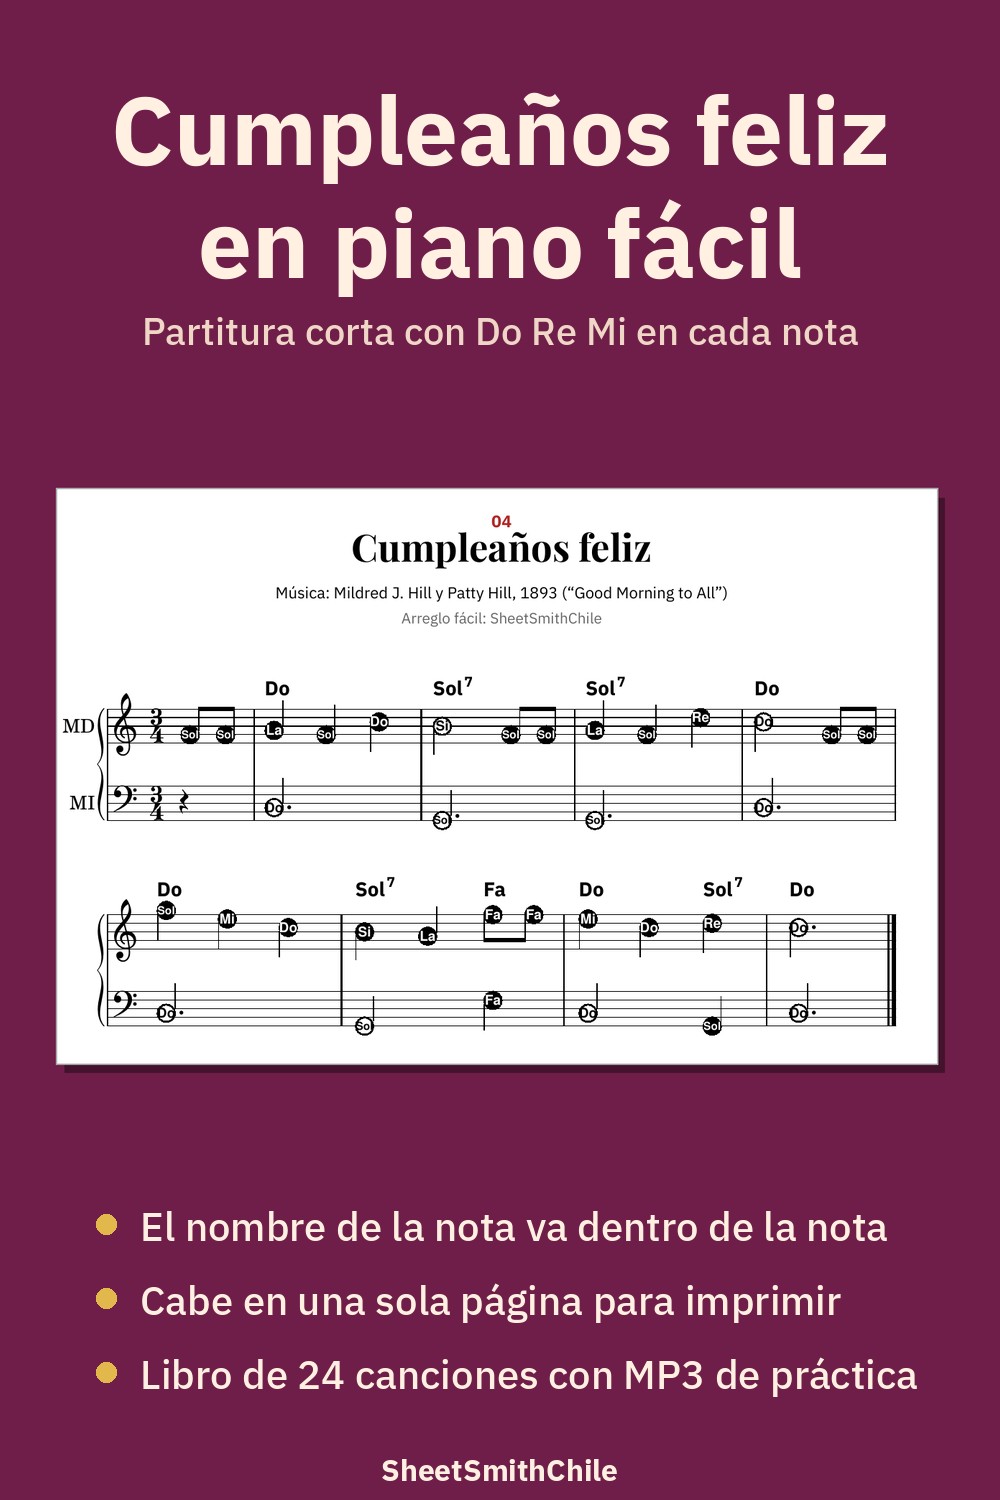 Cumpleaños feliz
en piano fácil
Partitura corta con Do Re Mi en cada nota
04
Cumpleaños feliz
Música: Mildred J. Hill y Patty Hill, 1893 (“Good Morning to All”)
Arreglo fácil: SheetSmithChile
Do Sol7 Sol7 Do
MD 3 4 Sol Sol La Sol Do Si Sol Sol La Sol Re Do Sol Sol
MI 3 4 Do Sol Sol Do
Do Sol7 Fa Do Sol7 Do
Sol Mi Do Si La Fa Fa Mi Do Re Do
Do Sol Fa Do Sol Do
El nombre de la nota va dentro de la nota
Cabe en una sola página para imprimir
Libro de 24 canciones con MP3 de práctica
SheetSmithChile